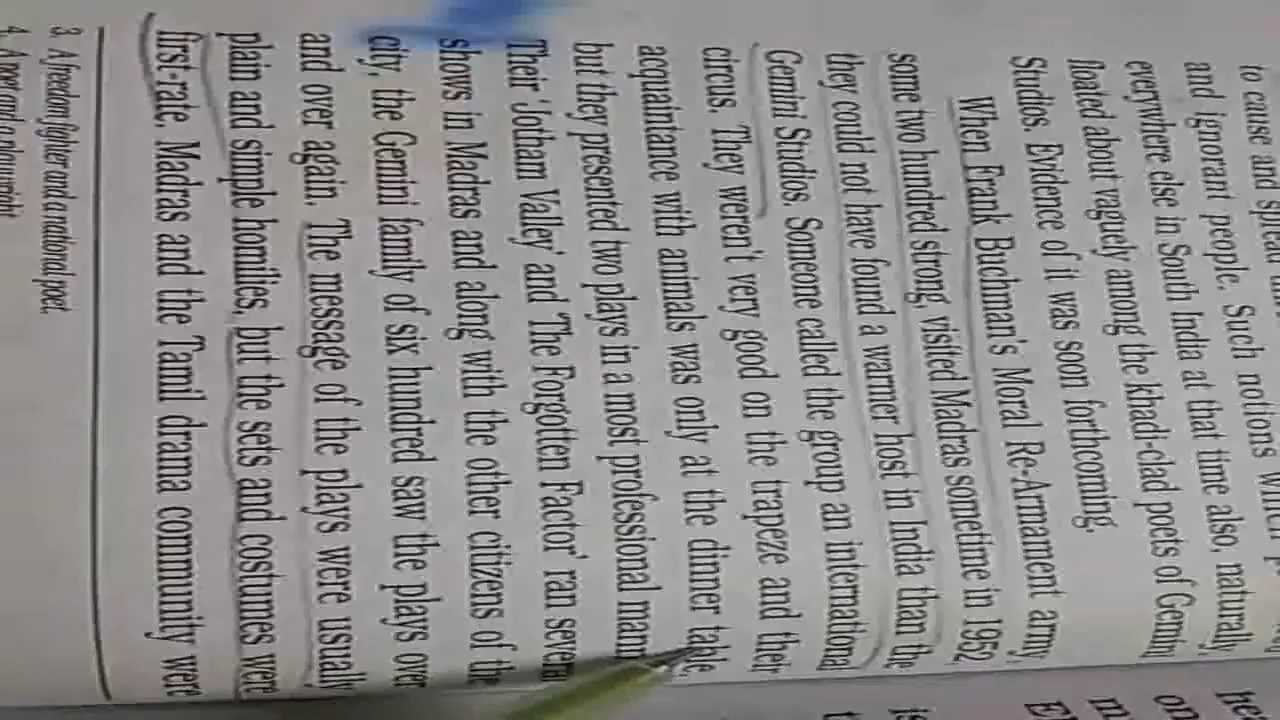 to cause and spread
and ignorant people. Such notions
everywhere else in South India at that time also, naturally
floated about vaguely among the khadi-clad poets of Gemini
Studios. Evidence of it was soon forthcoming.
When Frank Buchman's Moral Re-Armament army,
some two hundred strong, visited Madras sometime in 1952
they could not have found a warmer host in India than the
Gemini Studios. Someone called the group an international
circus. They weren't very good on the trapeze and their
acquaintance with animals was only at the dinner table,
but they presented two plays in a most professional mann
Their 'Jotham Valley' and 'The Forgotten Factor' ran several
shows in Madras and along with the other citizens of th
city, the Gemini family of six hundred saw the plays over
and over again. The message of the plays were usually
plain and simple homilies, but the sets and costumes were
first-rate. Madras and the Tamil drama community were
3. A freedom fighter and a national poet
4. A poet and a playwright